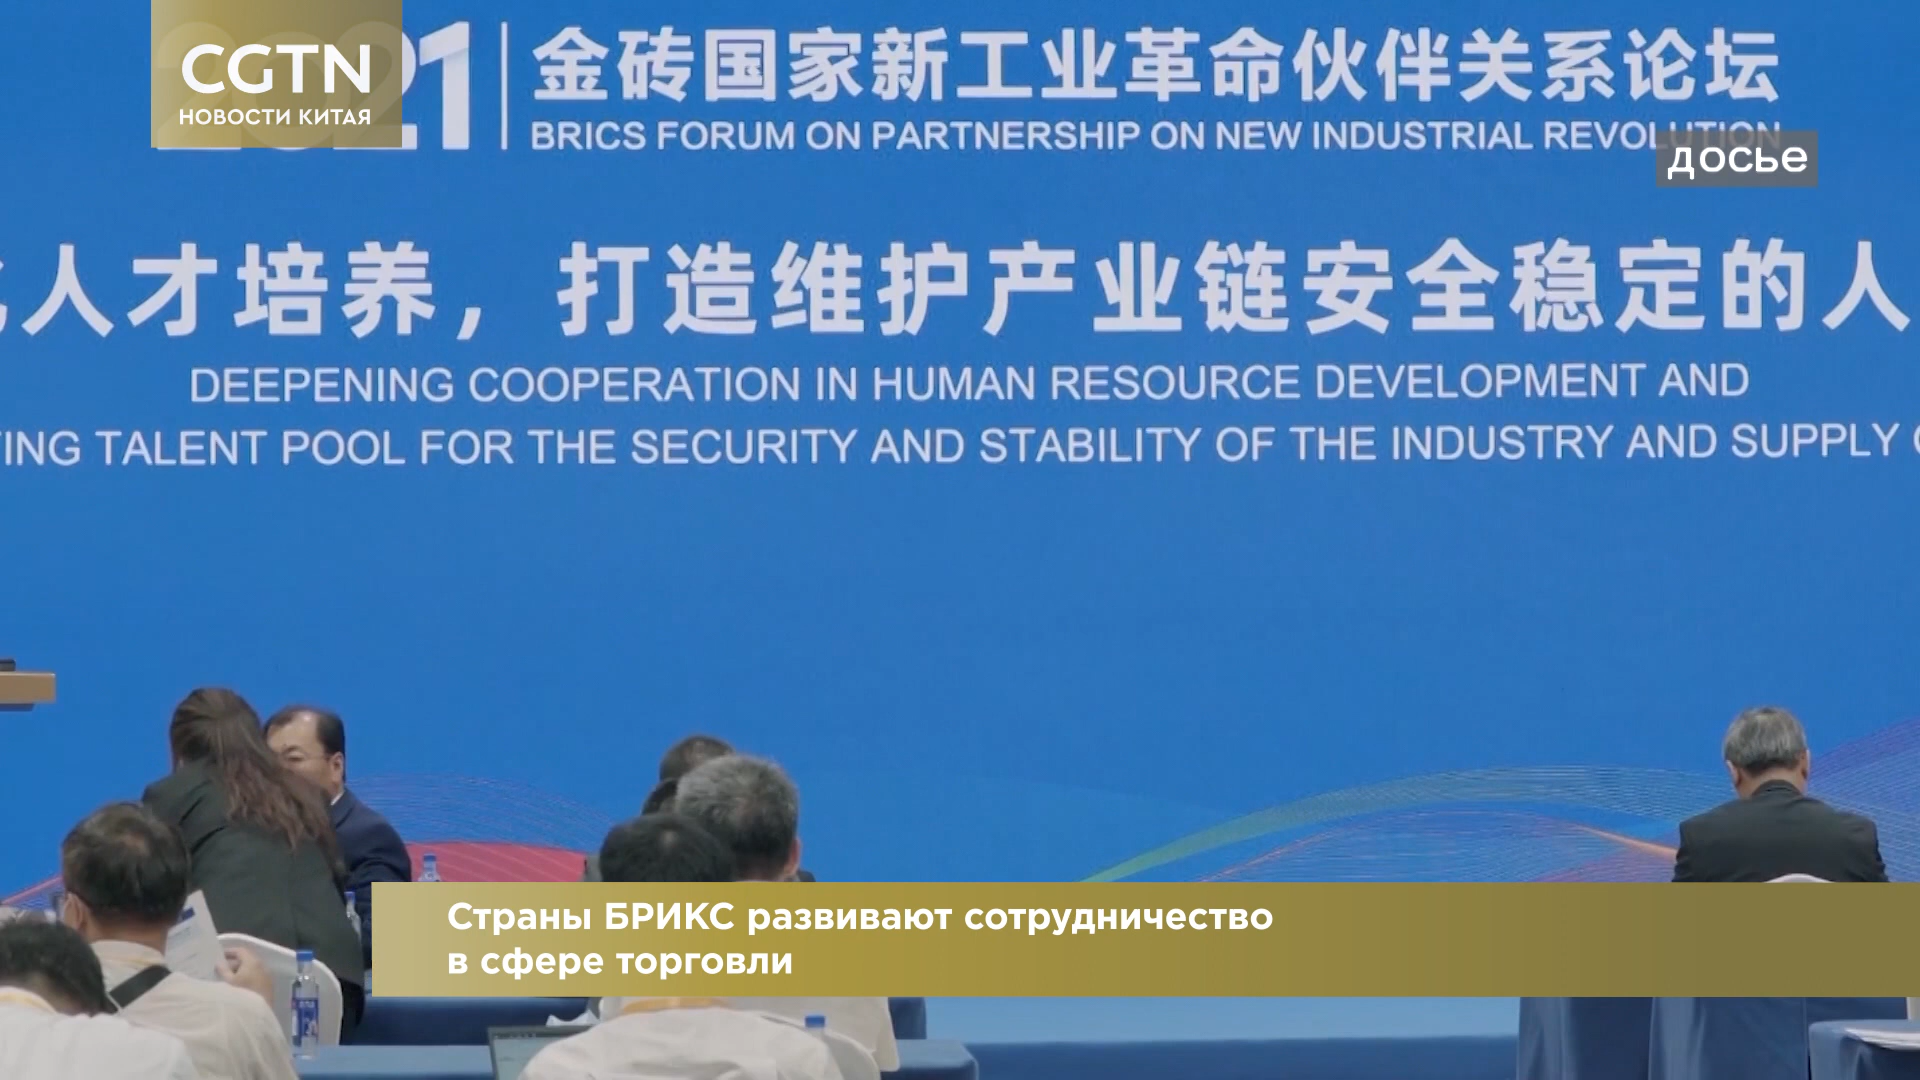 CGTN
НОВОСТИ КИТАЯ
21
金砖国家新工业革命伙伴关系论坛
BRICS FORUM ON PARTNERSHIP ON NEW INDUSTRIAL REVOLUTION
досье
人才培养，打造维护产业链安全稳定的人
DEEPENING COOPERATION IN HUMAN RESOURCE DEVELOPMENT AND
TING TALENT POOL FOR THE SECURITY AND STABILITY OF THE INDUSTRY AND SUPPLY
Страны БРИКС развивают сотрудничество
в сфере торговли